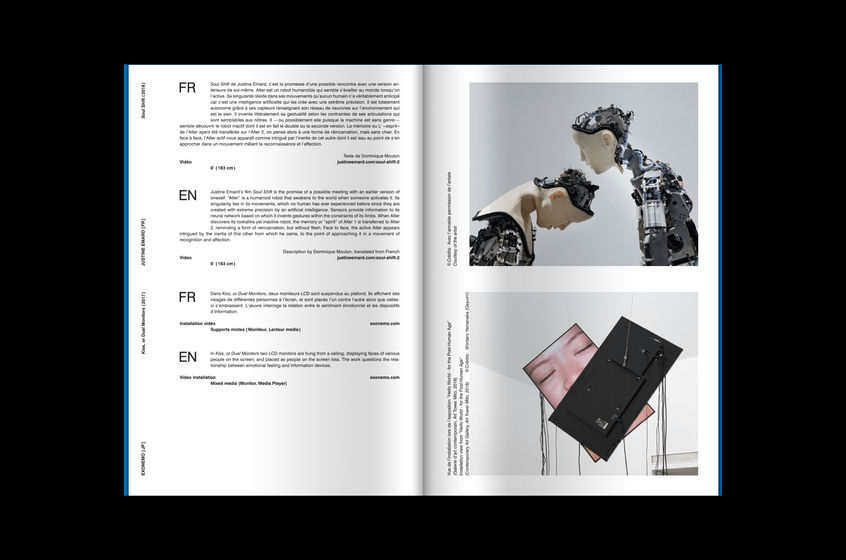 Soul Shift (2018)
FR
Soul Shift de Justine Emard, c'est la promesse d'une possible rencontre avec une version an-
térieure de soi-même. Alter est un robot humanoïde qui semble s'éveiller au monde lorsqu'on
l'active. Sa singularité réside dans ses mouvements qu'aucun humain n'a véritablement anticipé
car c'est une intelligence artificielle qui les crée avec une extrême précision. Il est totalement
autonome grâce à ses capteurs renseignant son réseau de neurones sur l'environnement qui
est le sien. Il invente littéralement sa gestualité selon les contraintes de ses articulations qui
sont semblables aux nôtres. Il —ou possiblement elle puisque la machine est sans genre—
semble découvrir le robot inactif dont il est en fait le double ou la seconde version. La mémoire ou L' «esprit»
de l'Alter ayant été transférés sur l'Alter 2, on pense alors à une forme de réincarnation, mais sans chair. En
face à face, l'Alter actif nous apparaît comme intrigué par l'inertie de cet autre dont il est issu au point de s'en
approcher dans un mouvement mêlant la reconnaissance et l'affection.
Texte de Dominique Moulon
Vidéo
justineemard.com/soul-shift-2
6' (183 cm)
JUSTINE EMARD [FR]
EN
Justine Emard's film Soul Shift is the promise of a possible meeting with an earlier version of
oneself. "Alter" is a humanoid robot that awakens to the world when someone activates it. Its
singularity lies in its movements, which no human has ever experienced before since they are
created with extreme precision by an artificial intelligence. Sensors provide information to its
neural network based on which it invents gestures within the constraints of its limbs. When Alter
discovers its lookalike yet inactive robot, the memory or "spirit" of Alter 1 is transferred to Alter
2, reminding a form of reincarnation, but without flesh. Face to face, the active Alter appears
intrigued by the inertia of this other from which he came, to the point of approaching it in a movement of
recognition and affection.
Description by Dominique Moulon, translated from French
Video
justineemard.com/soul-shift-2
6' (183 cm)
Kiss, or Dual Monitors (2017)
FR
Dans Kiss, or Dual Monitors, deux moniteurs LCD sont suspendus au plafond. Ils affichent des
visages de différentes personnes à l'écran, et sont placés l'un contre l'autre alors que celles-
ci s'embrassent. L'œuvre interroge la relation entre le sentiment émotionnel et les dispositifs
d'information.
Installation vidéo
exonemo.com
Supports mixtes (Moniteur, Lecteur media)
EN
In Kiss, or Dual Monitors two LCD monitors are hung from a ceiling, displaying faces of various
people on the screen, and placed as people on the screen kiss. The work questions the rela-
tionship between emotional feeling and information devices.
Video installation
exonemo.com
Mixed media (Monitor, Media Player)
EXONEMO [JP]
©Crédits : Avec l'aimable permission de l'artiste
Courtesy of the artist
Vue de l'installation lors de l'exposition "Hello World - for the Post-Human Age"
(Galerie d'art contemporain, Art Tower Mito, 2018)
Installation view from "Hello World - for the Post-Human Age"
(Contemporary Art Gallery, Art Tower Mito, 2018)
©Crédits : Shintaro Yamanaka (Qsyum!)